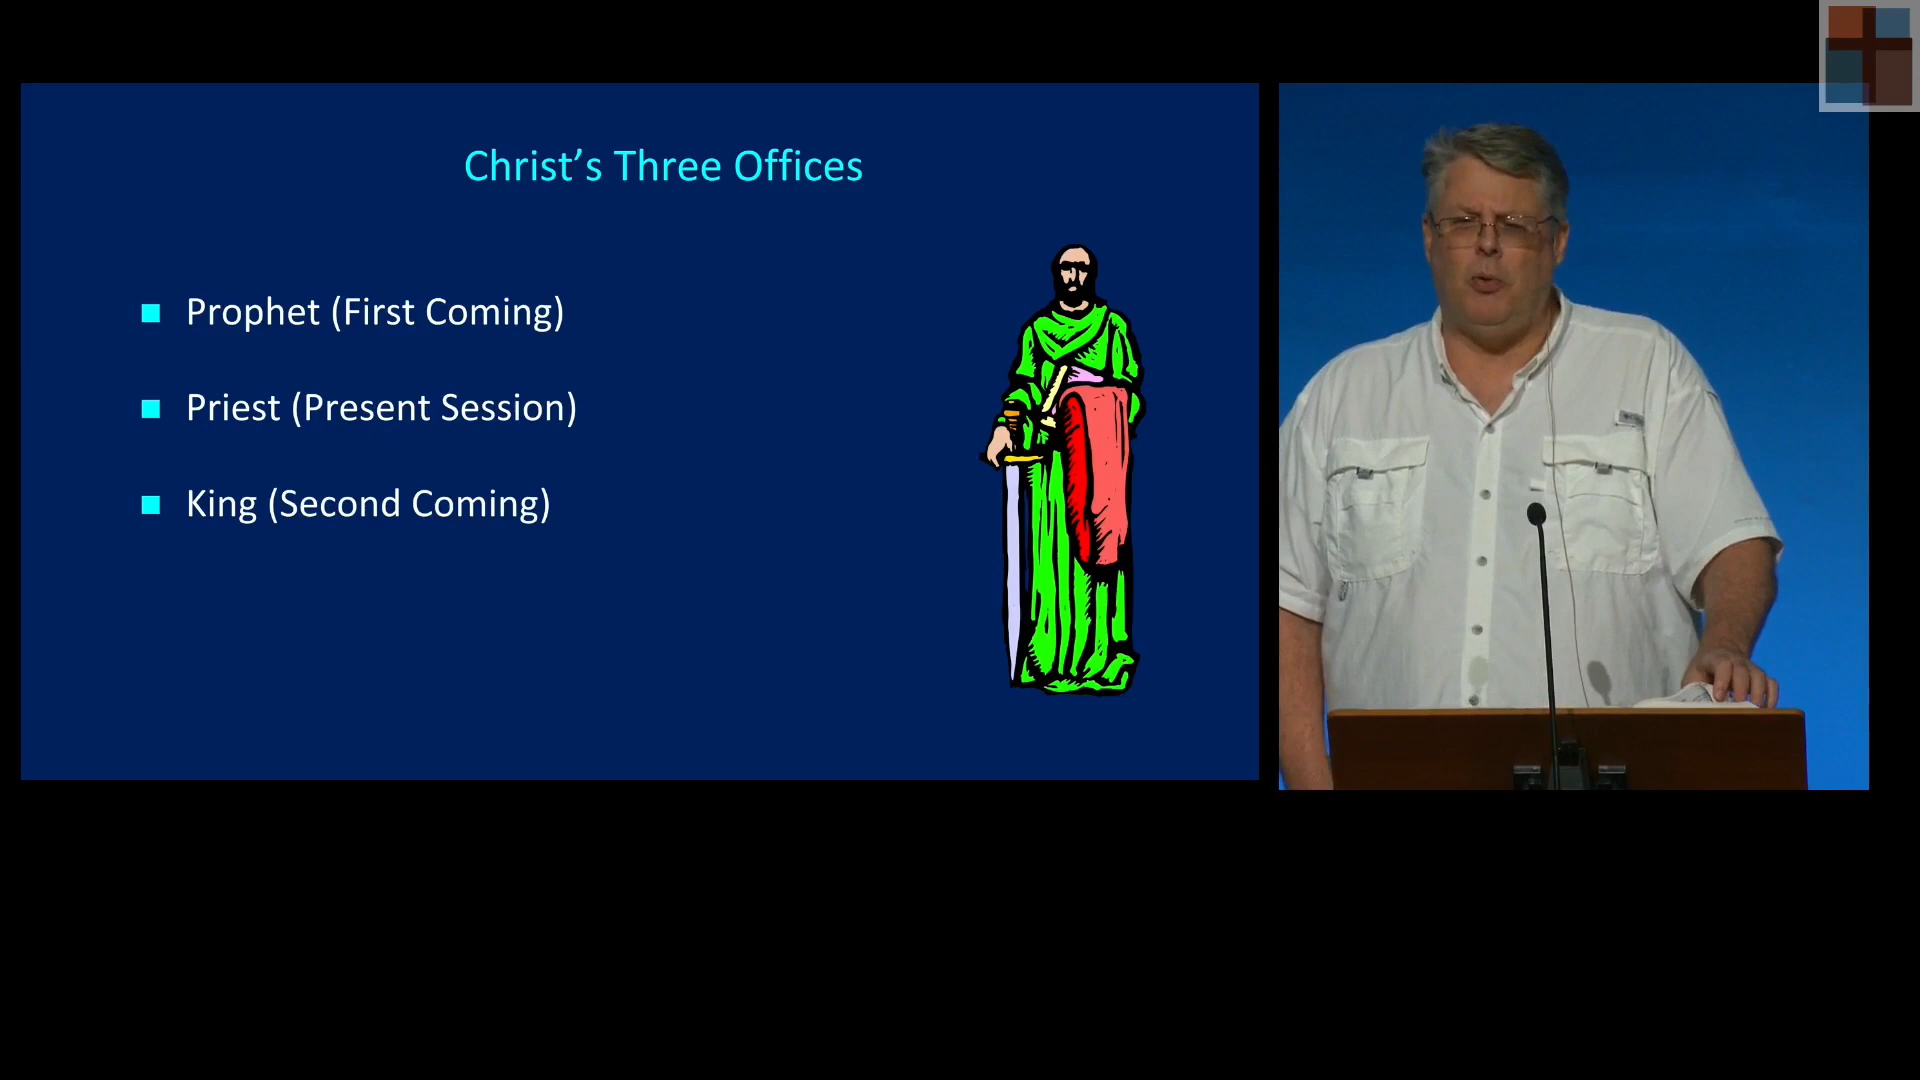 Christ’s Three Offices
Prophet (First Coming)
Priest (Present Session)
King (Second Coming)